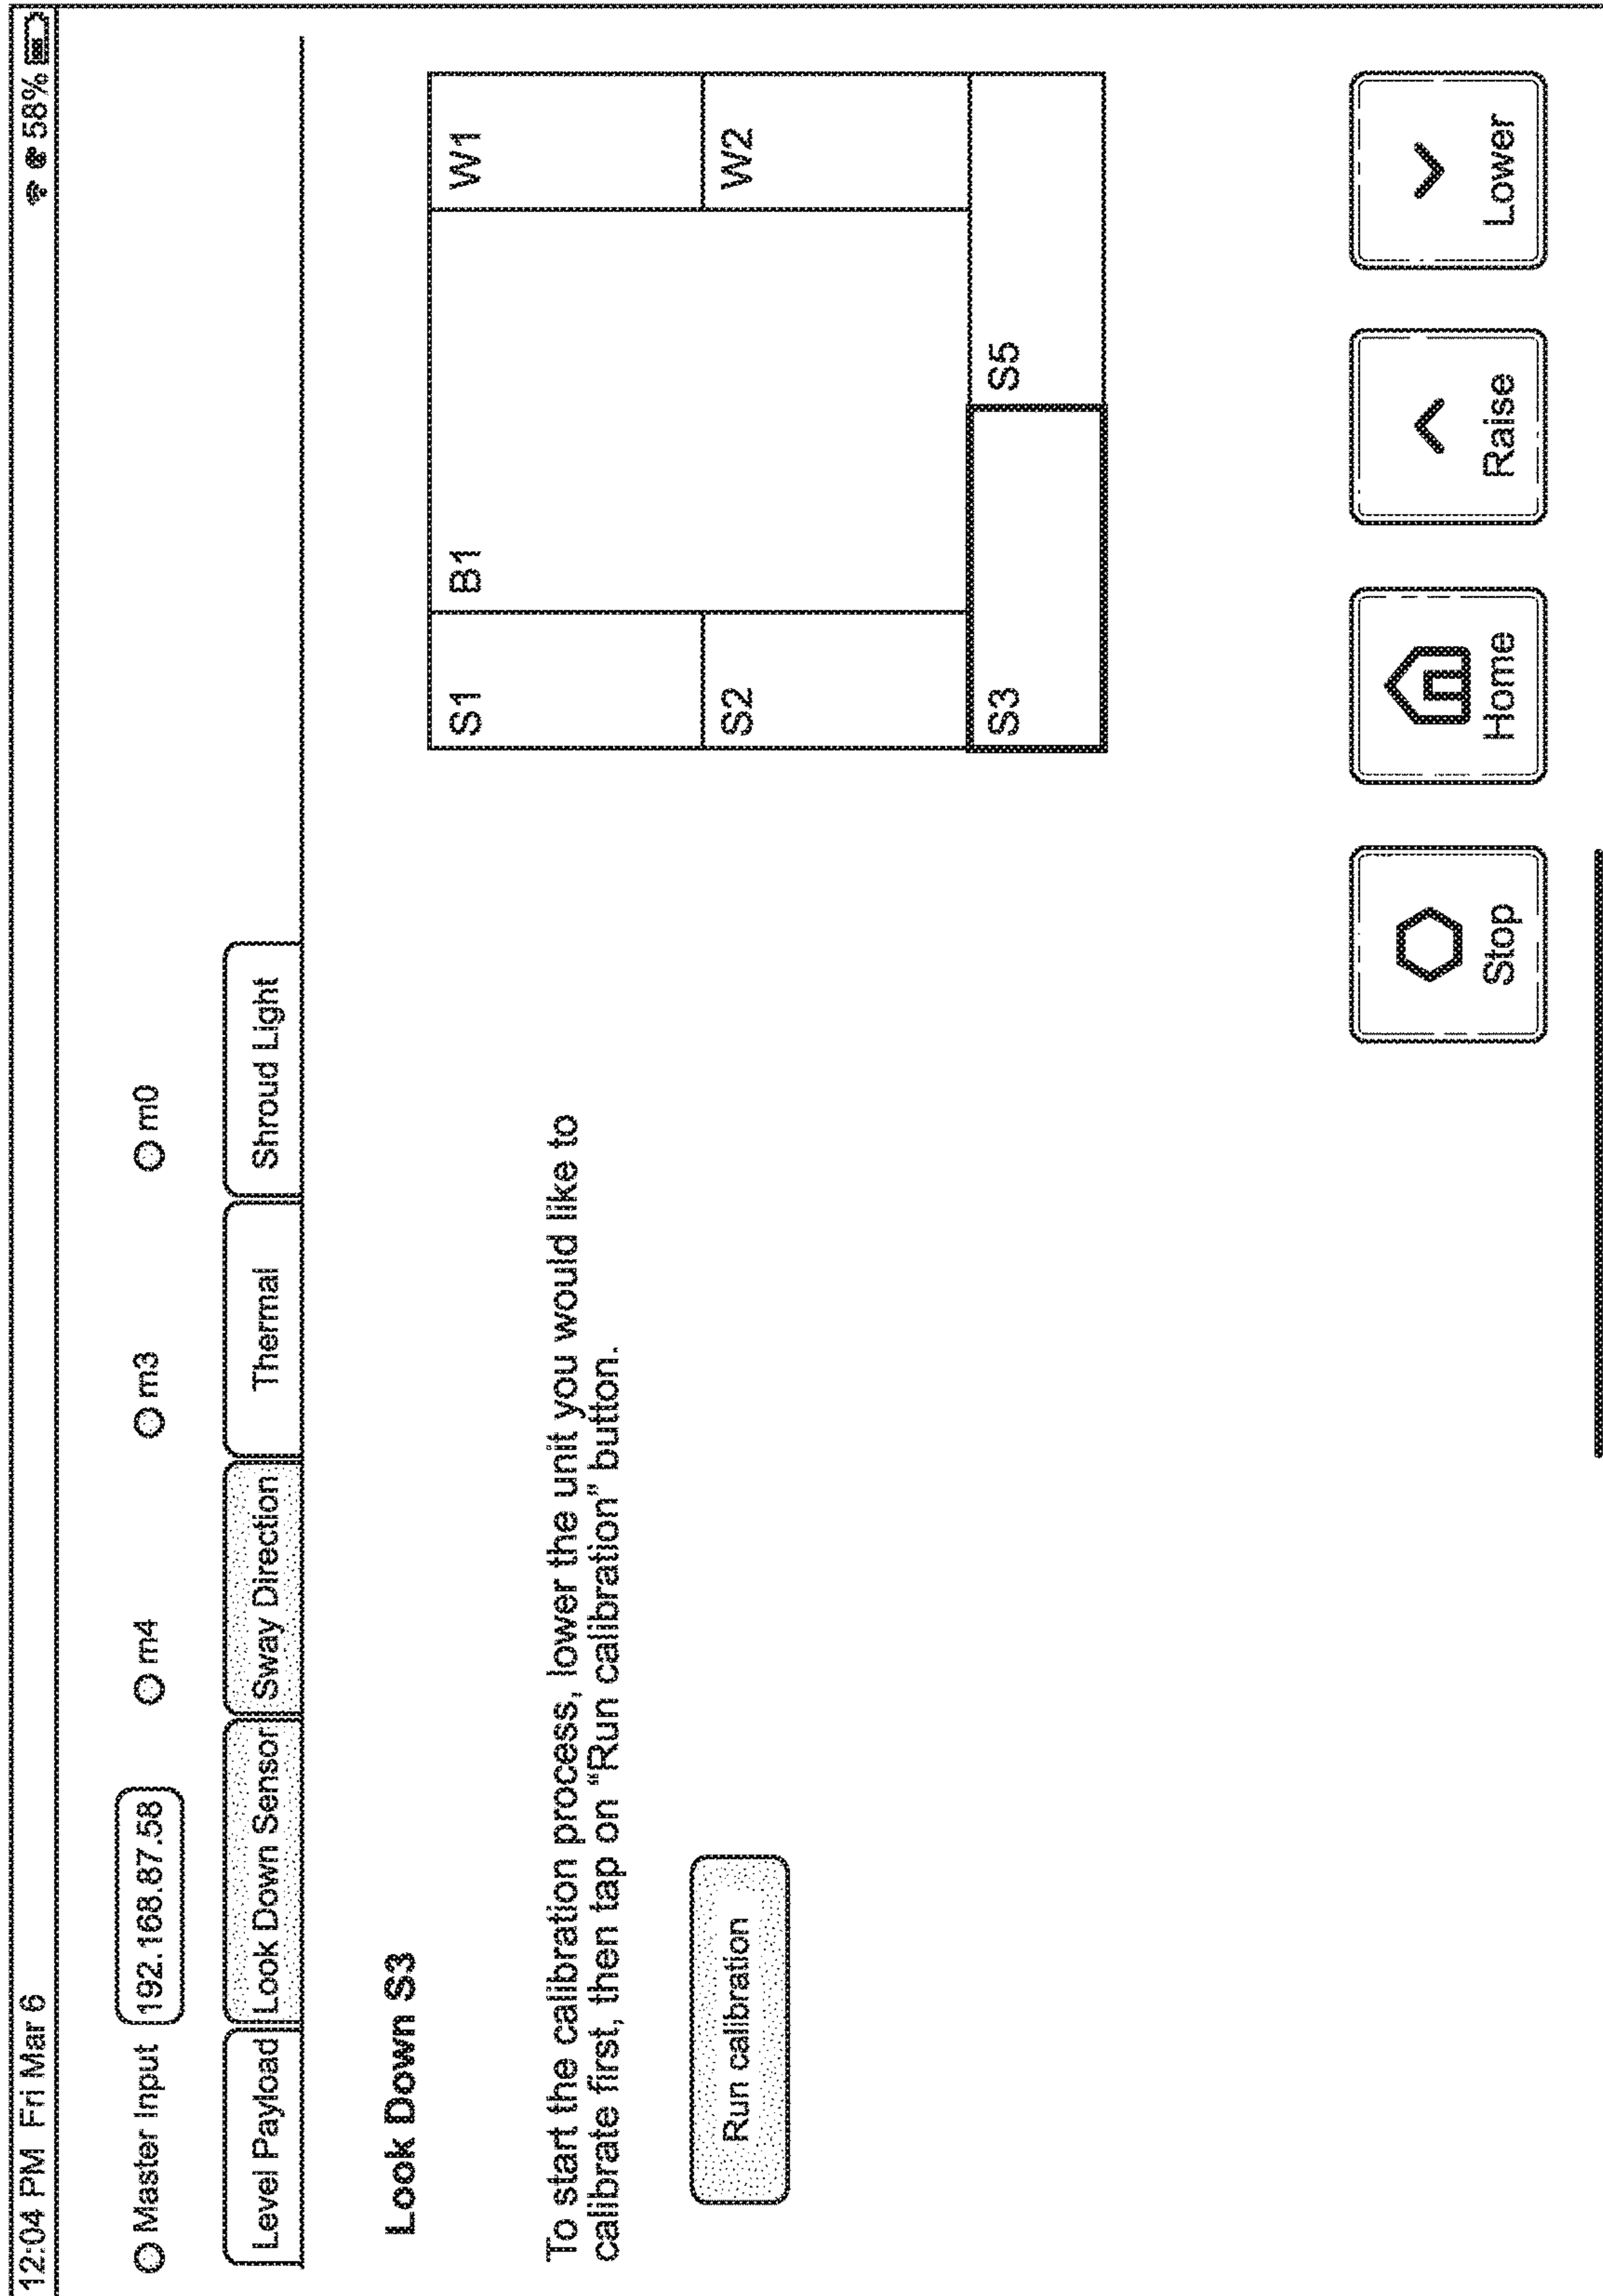 12:04 PM Fri Mar 6
58%
Master Input 192.168.87.58 m4 m3 m0
Level Payload Look Down Sensor Sway Direction Thermal Shroud Light
Look Down S3
To start the calibration process, lower the unit you would like to
calibrate first, then tap on “Run calibration” button.
Run calibration
S1 B1 W1
S2 W2
S3 S5
Stop Home Raise Lower